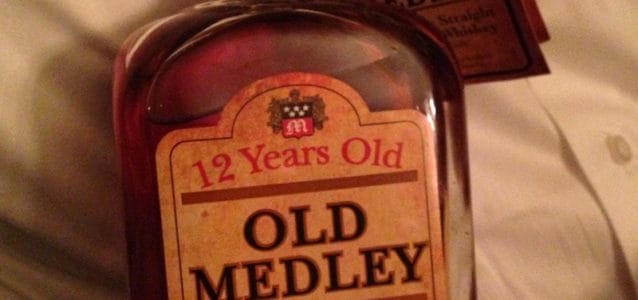 Straight
Whiskey
M
12 Years Old
OLD
MEDLEY